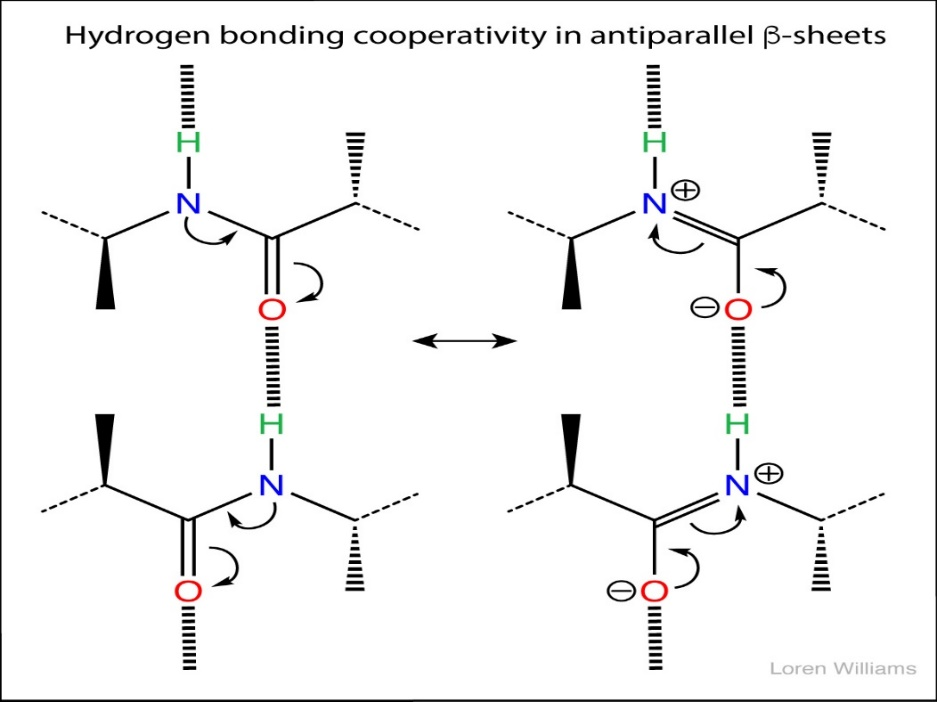 Hydrogen bonding cooperativity in antiparallel β-sheets
H H
N N ⊕
O ⊖ O
H H
N N ⊕
O ⊖ O
Loren Williams